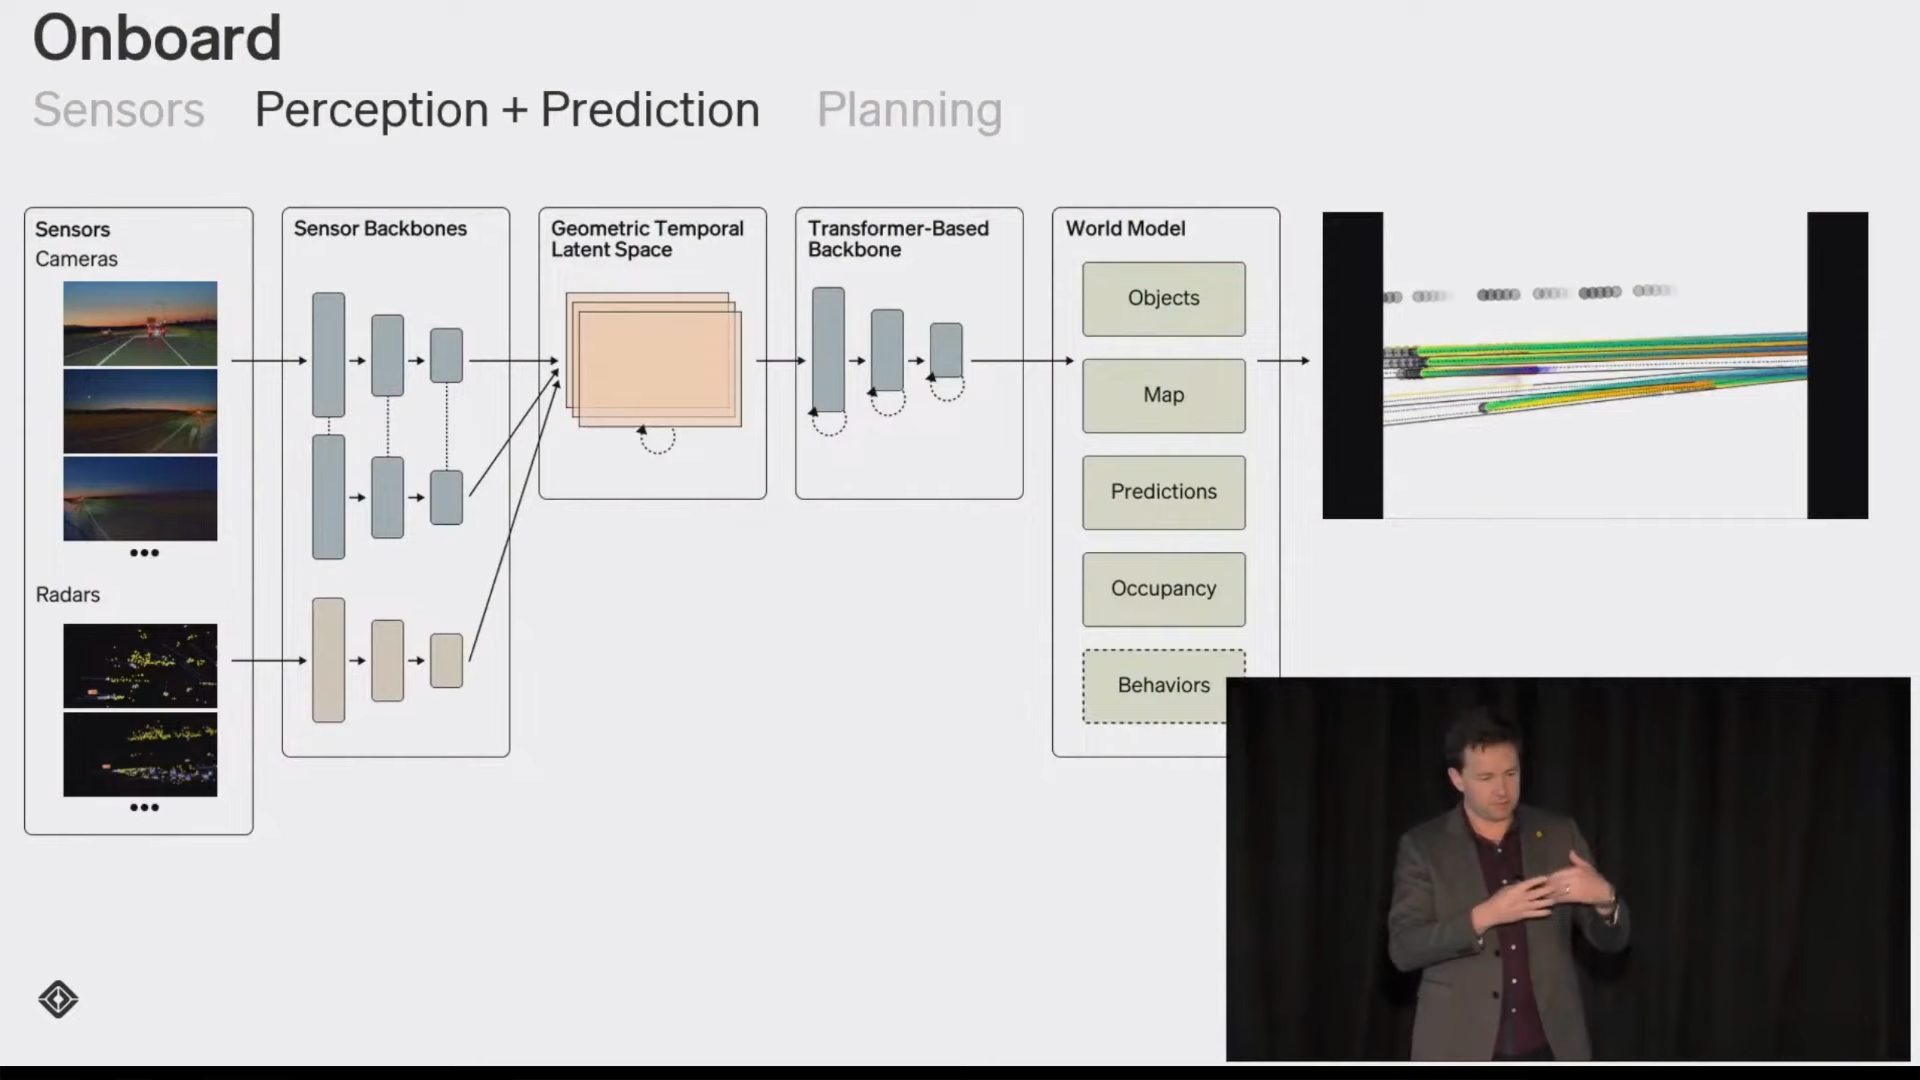 Onboard
Sensors Perception + Prediction Planning
Sensors
Cameras
Radars
Sensor Backbones
Geometric Temporal
Latent Space
Transformer-Based
Backbone
World Model
Objects
Map
Predictions
Occupancy
Behaviors